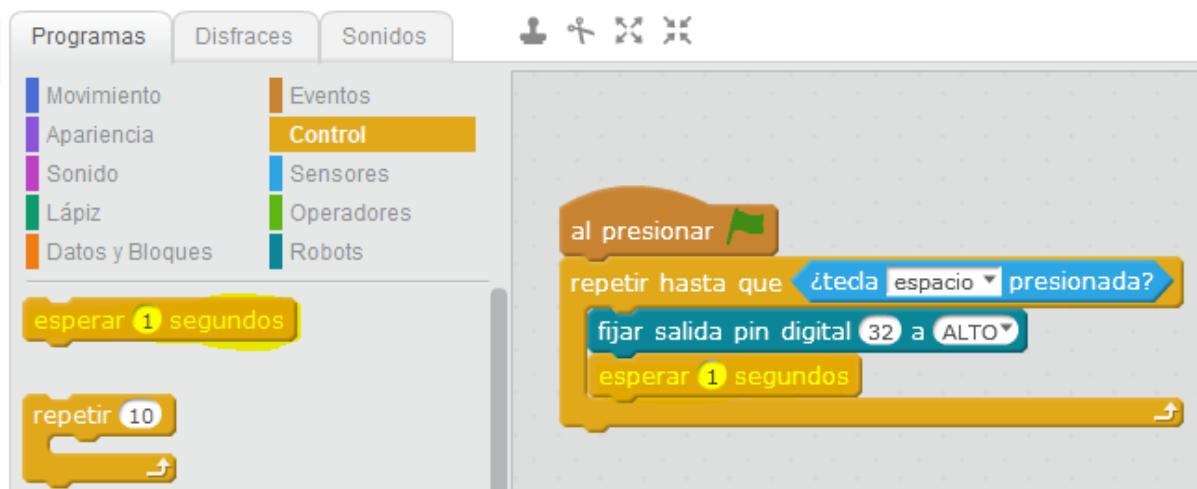 Programas Disfraces Sonidos
Movimiento Eventos
Apariencia Control
Sonido Sensores
Lápiz Operadores
Datos y Bloques Robots
esperar 1 segundos
repetir 10
al presionar
repetir hasta que ¿tecla espacio presionada?
fijar salida pin digital 32 a ALTO
esperar 1 segundos